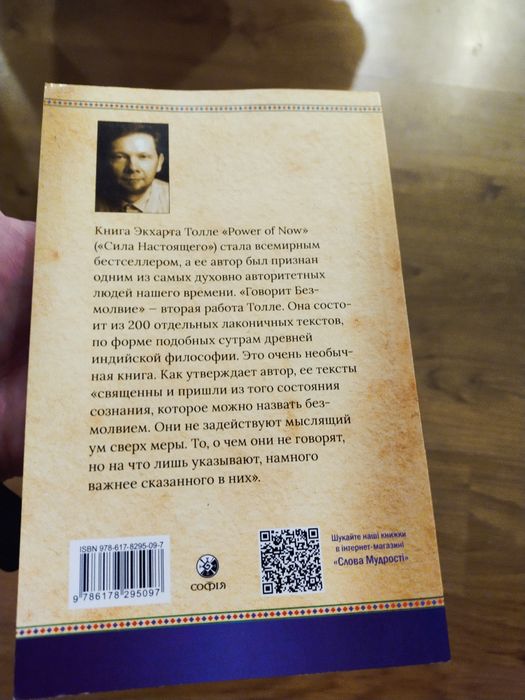 Книга Экхарта Толле «Power of Now»
(«Сила Настоящего») стала всемирным
бестселлером, а ее автор был признан
одним из самых духовно авторитетных
людей нашего времени. «Говорит Без-
молвие» — вторая работа Толле. Она состо-
ит из 200 отдельных лаконичных текстов,
по форме подобных сутрам древней
индийской философии. Это очень необыч-
ная книга. Как утверждает автор, ее тексты
«священны и пришли из того состояния
сознания, которое можно назвать без-
молвием. Они не задействуют мыслящий
ум сверх меры. То, о чем они не говорят,
но на что лишь указывают, намного
важнее сказанного в них».
ISBN 978-617-8295-09-7
9 786178 295097
СОФІЯ
Шукайте наші книжки
в інтернет-магазині
«Слова Мудрості»